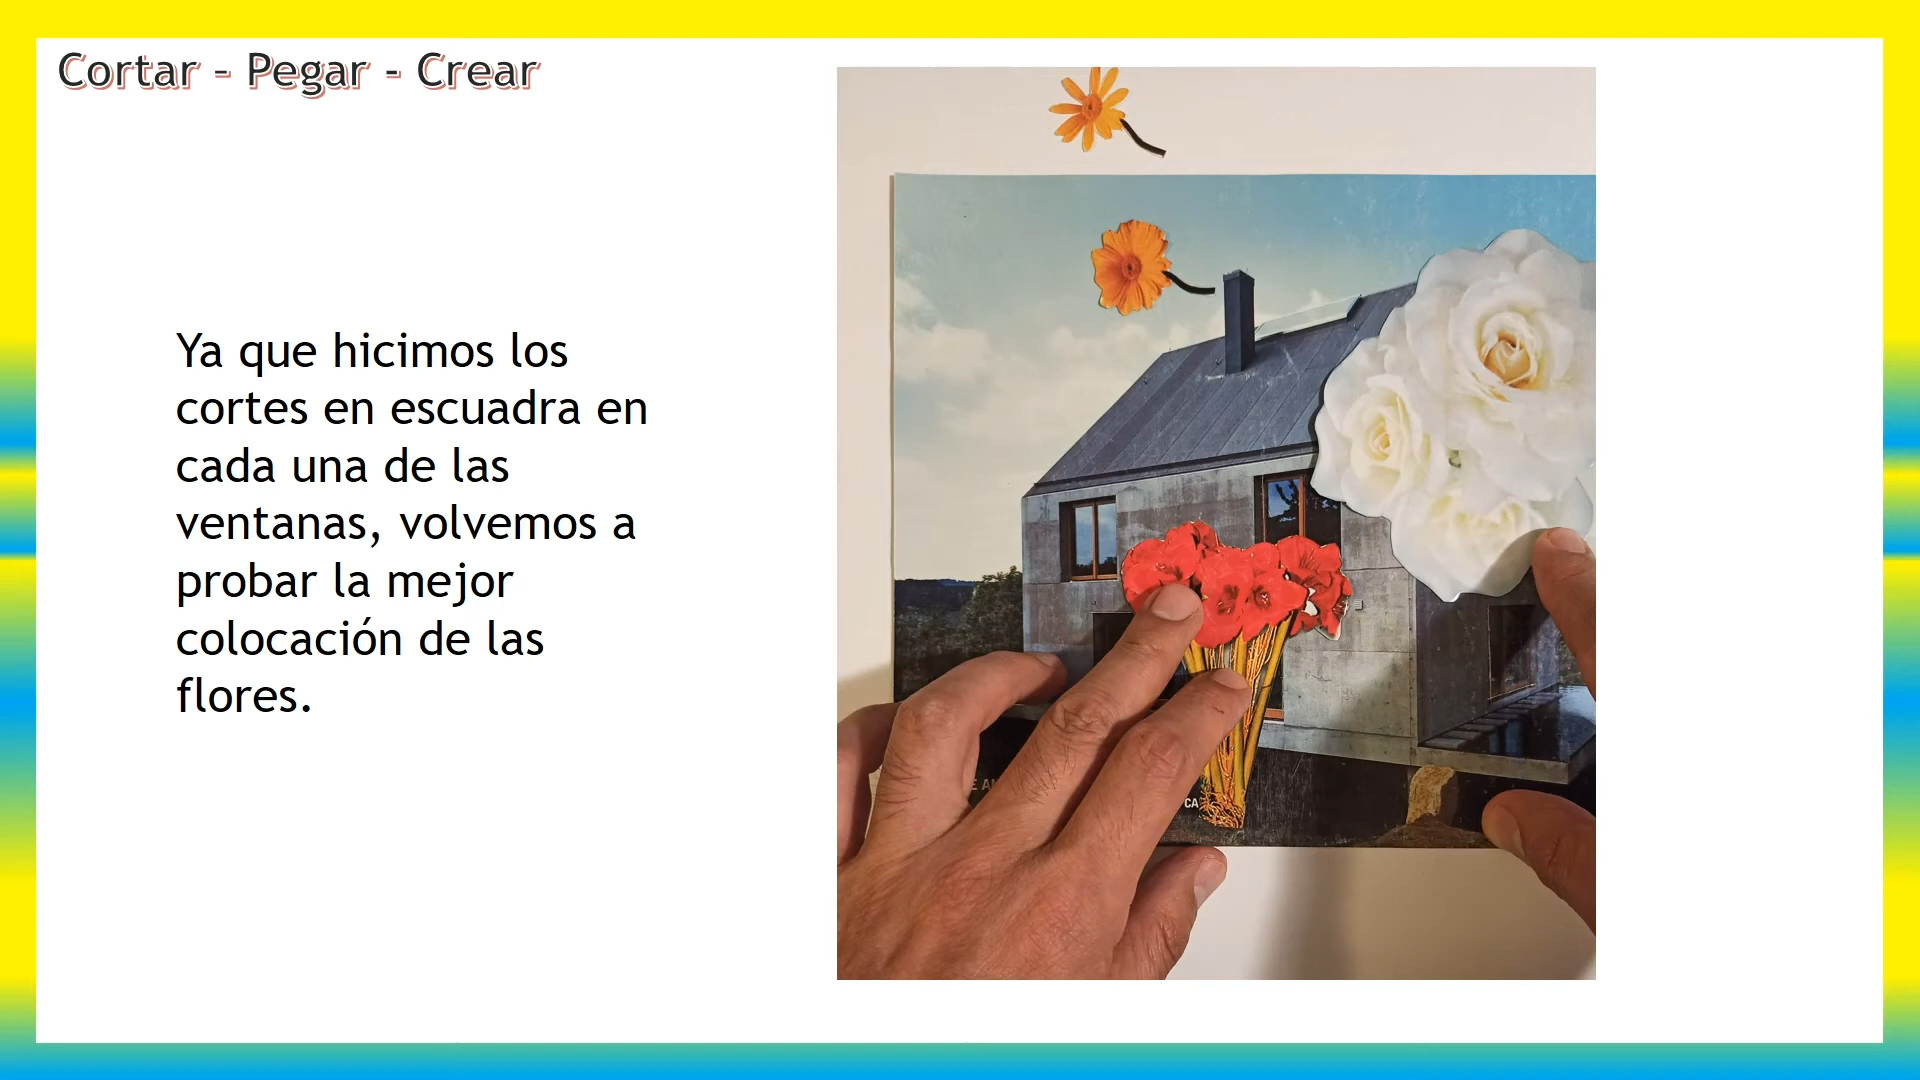 Cortar - Pegar - Crear
Ya que hicimos los
cortes en escuadra en
cada una de las
ventanas, volvemos a
probar la mejor
colocación de las
flores.
E A
CA